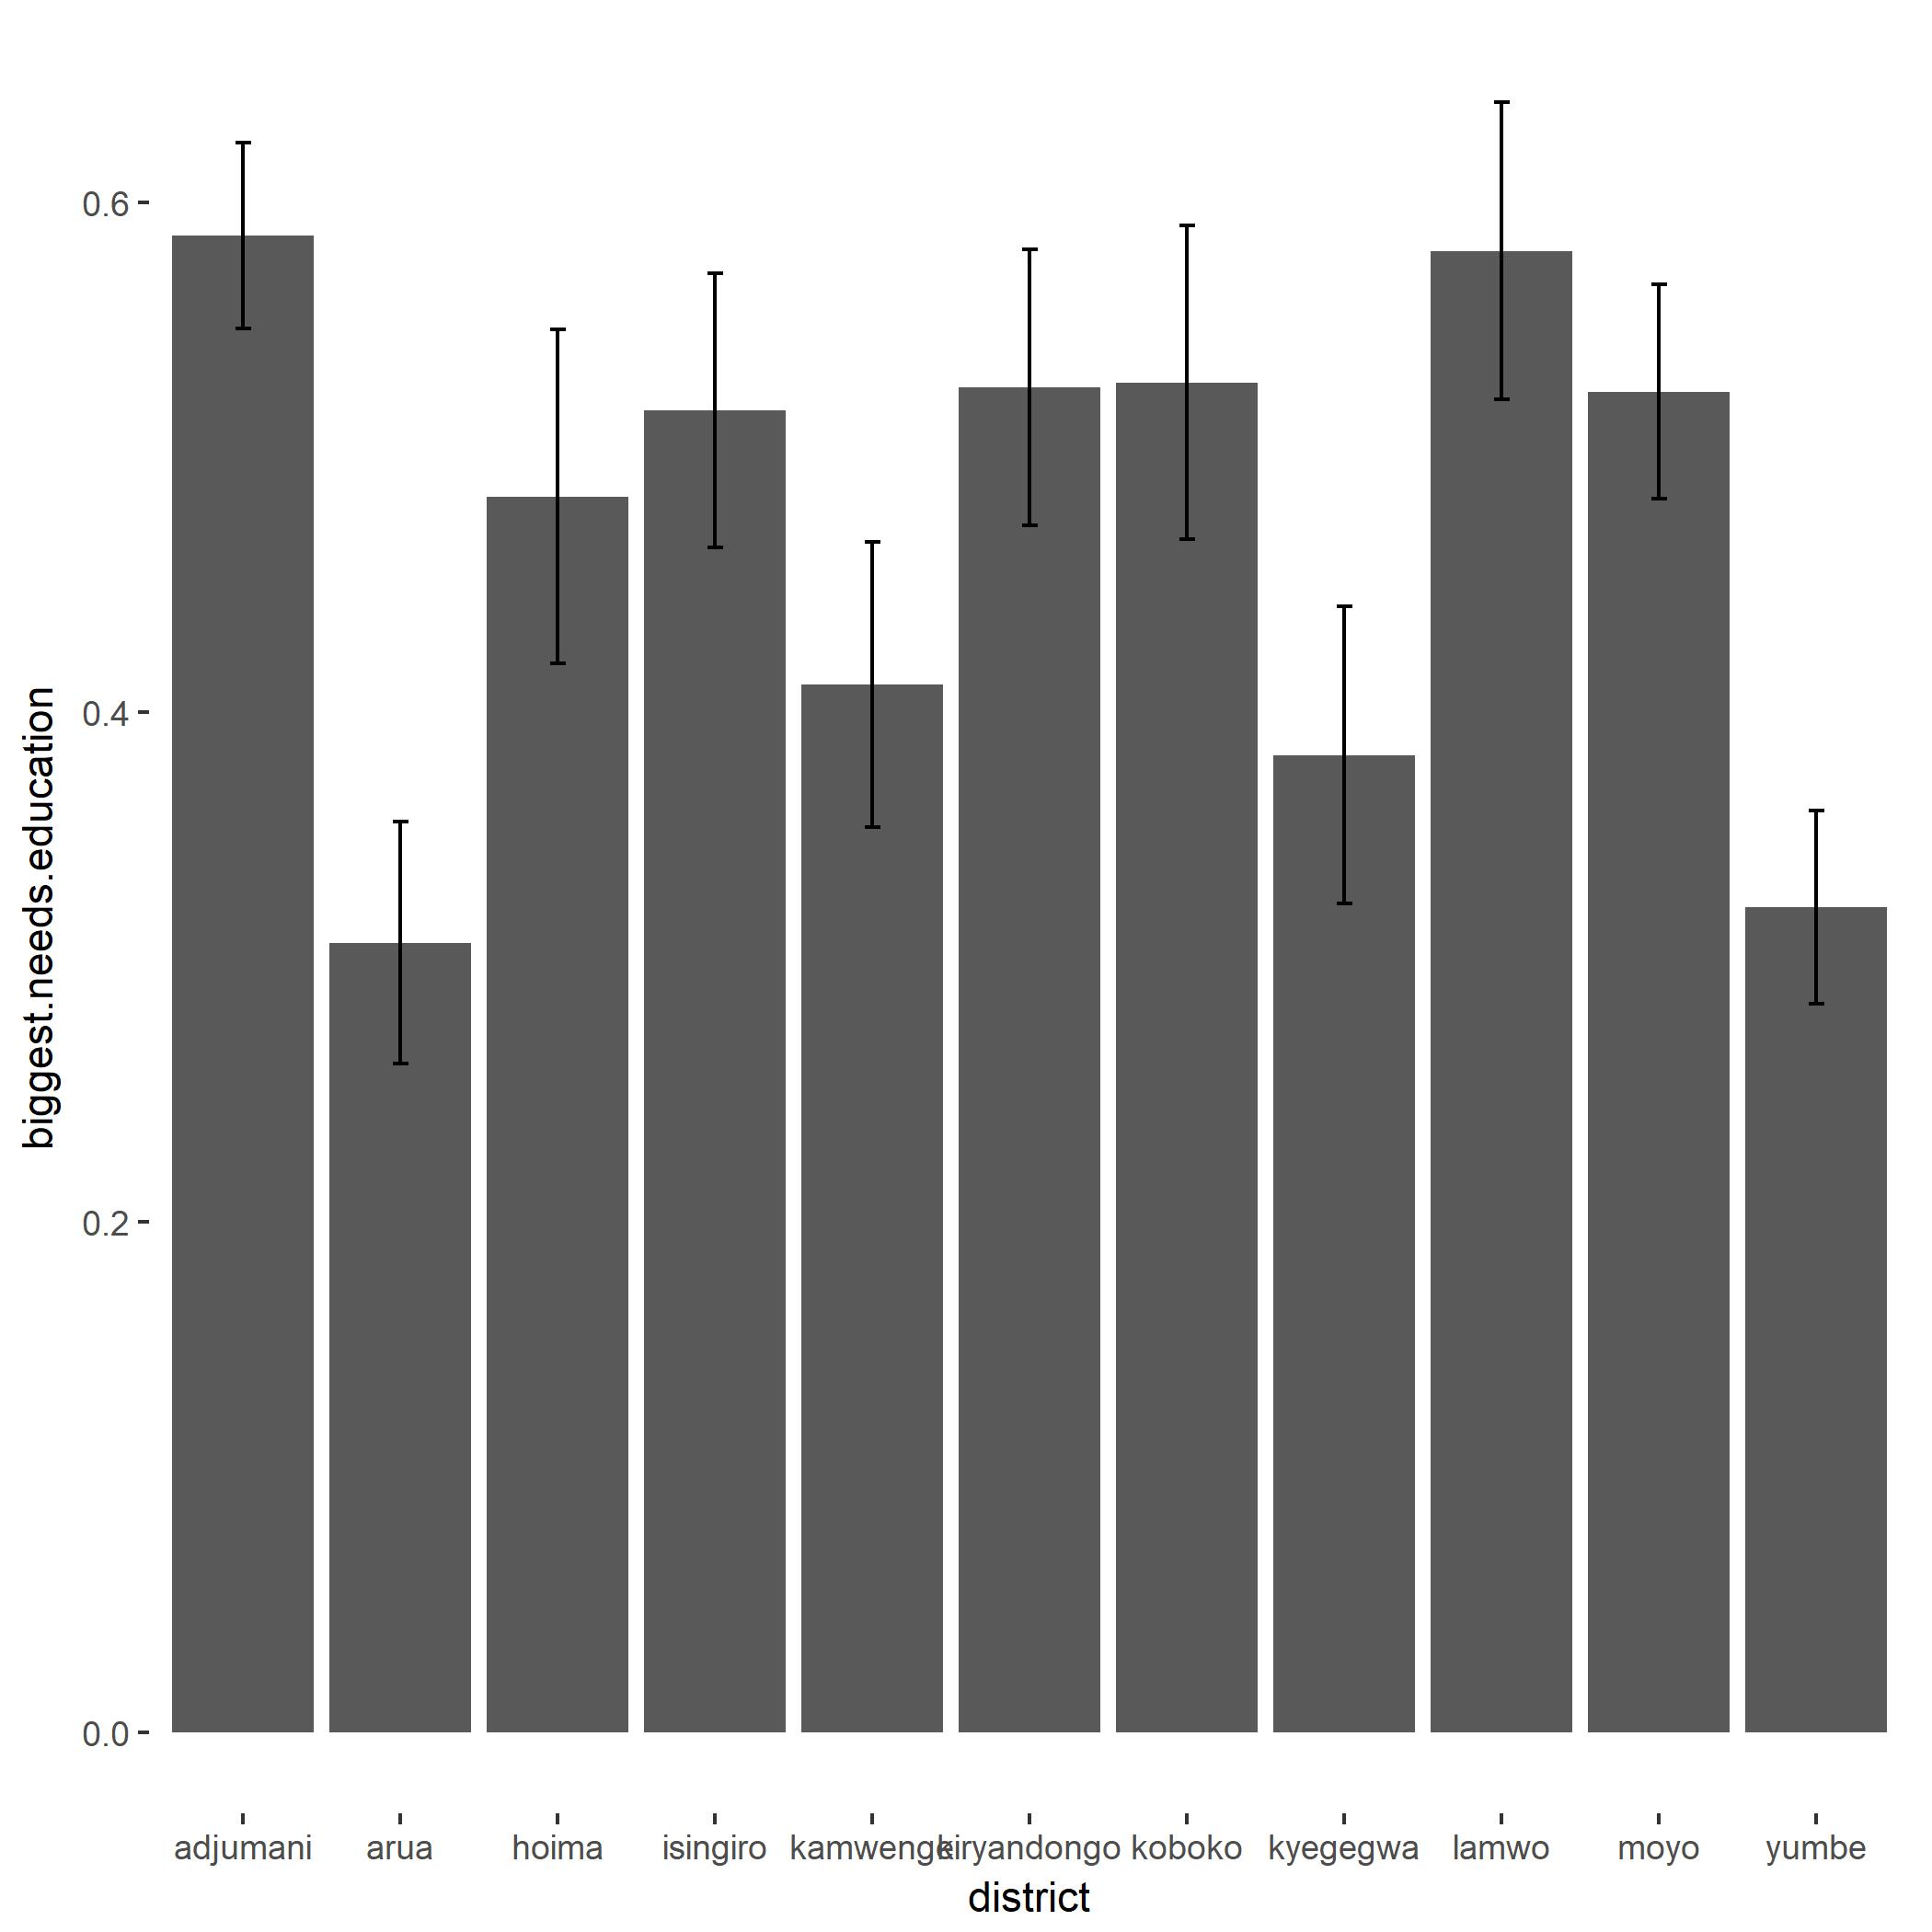 biggest.needs.education
0.6
0.4
0.2
0.0
adjumani arua hoima isingiro kamwenge kiryandongo koboko kyegegwa lamwo moyo yumbe
district